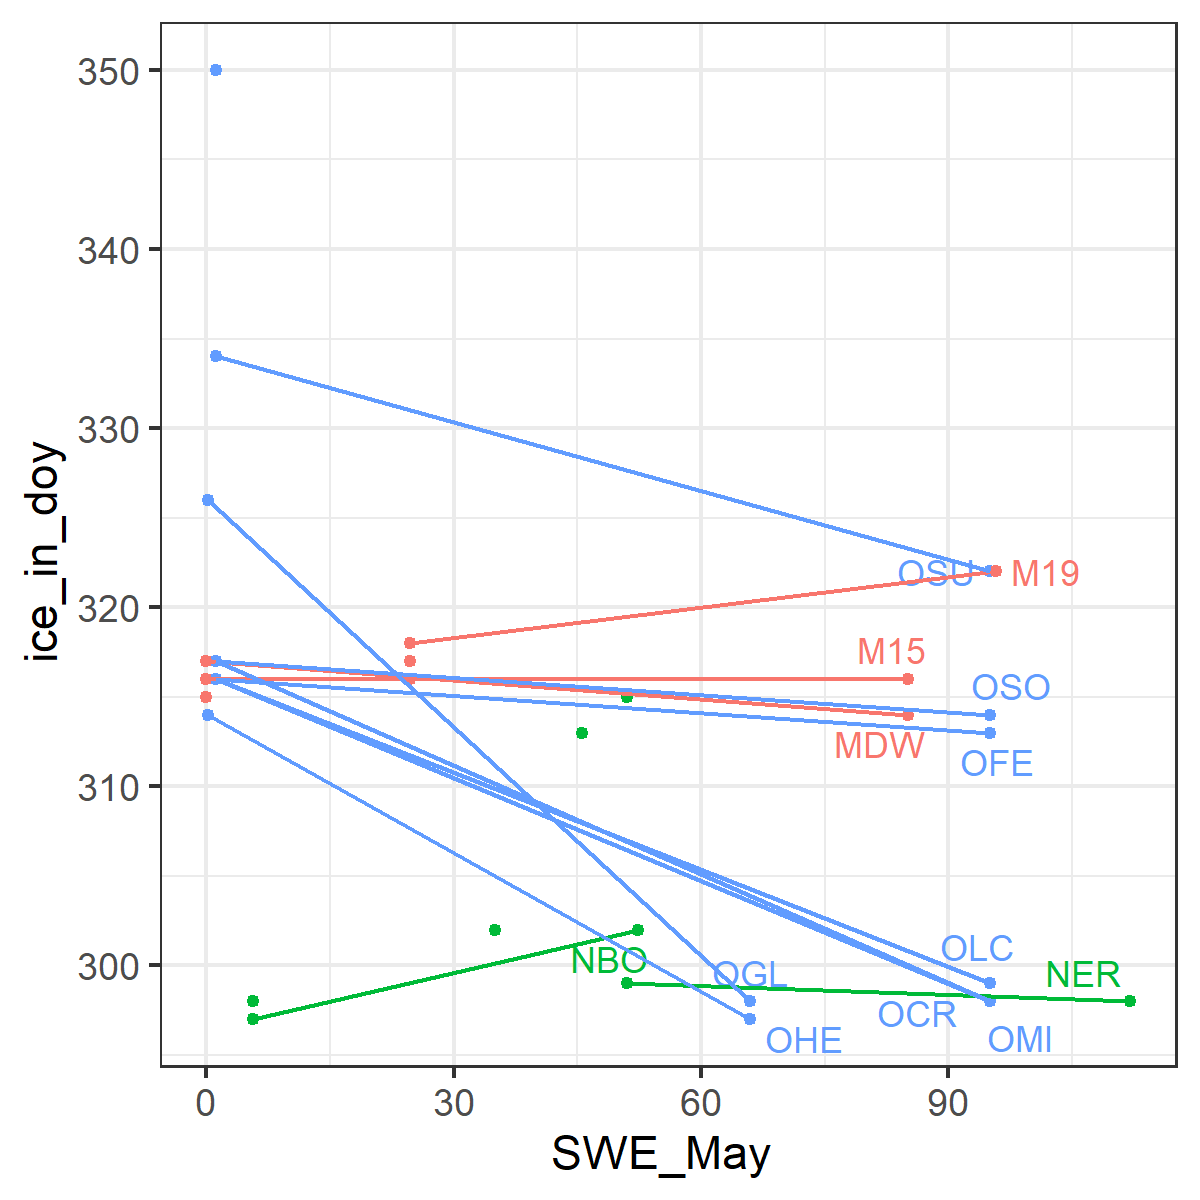 350
340
330
320
310
300
ice_in_doy
OSU
M19
M15
OSO
MDW
OFE
NBO
OGL
OLC
NER
OCR
OHE
OMI
0
30
60
90
SWE_May